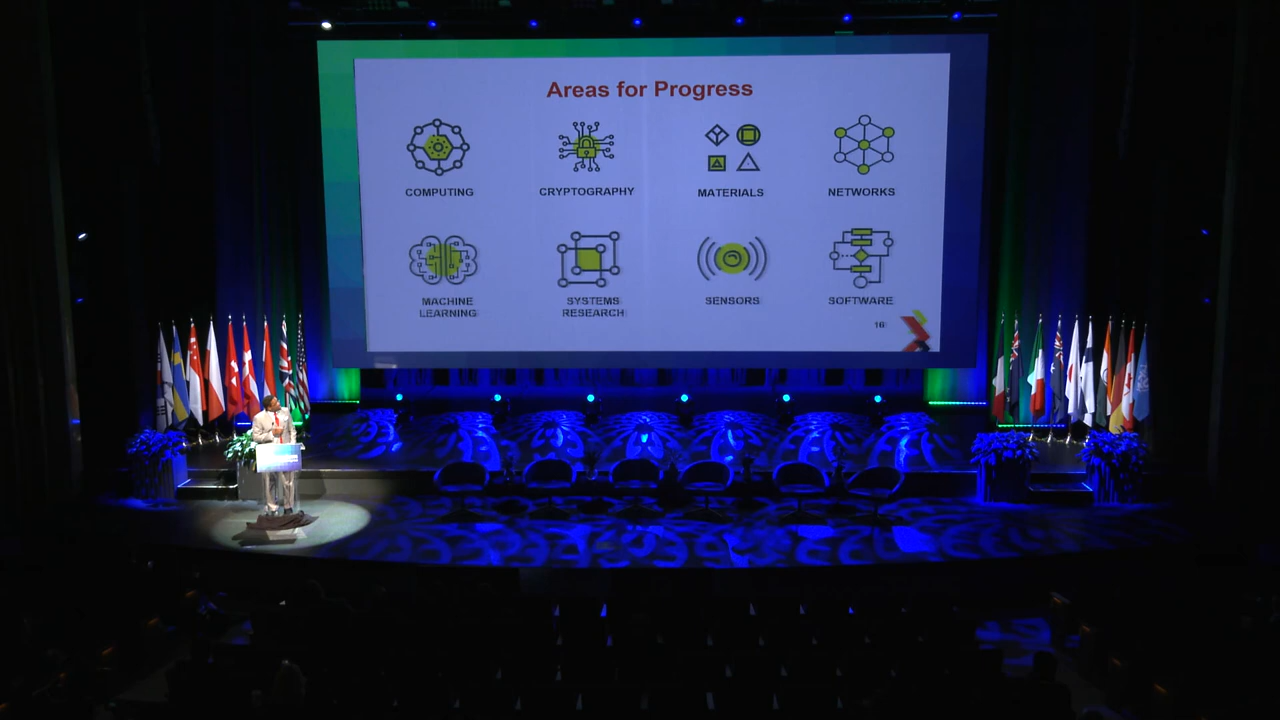 Areas for Progress
COMPUTING
CRYPTOGRAPHY
MATERIALS
NETWORKS
MACHINE
LEARNING
SYSTEMS
RESEARCH
SENSORS
SOFTWARE
16